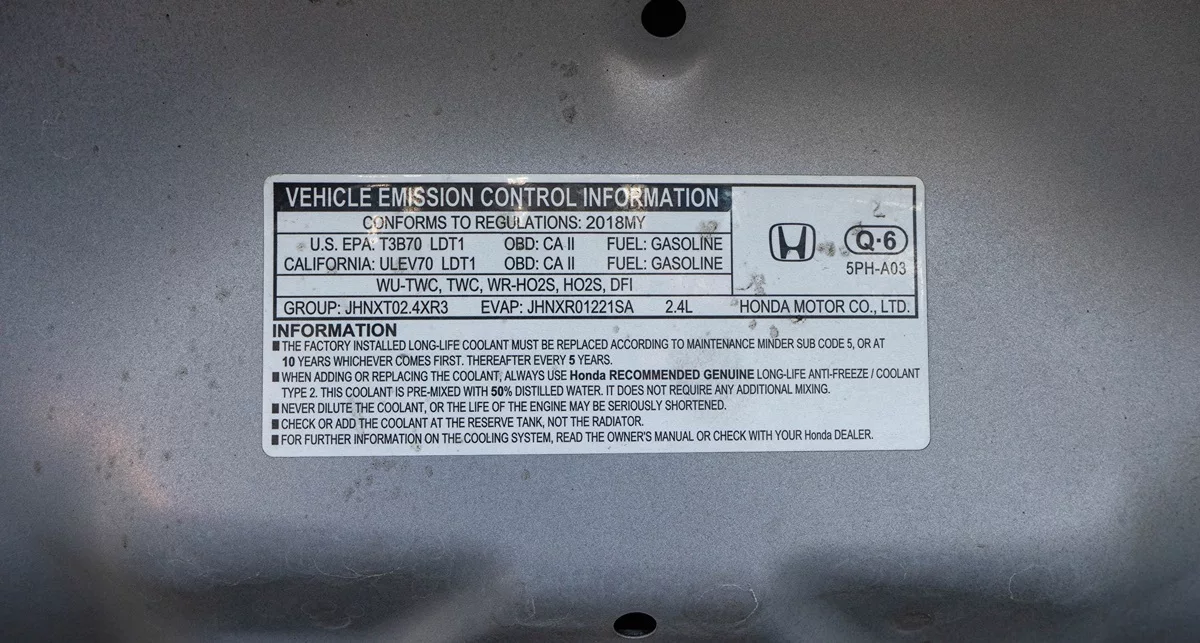 VEHICLE EMISSION CONTROL INFORMATION
CONFORMS TO REGULATIONS: 2018MY
U.S. EPA: T3B70 LDT1 OBD: CA II FUEL: GASOLINE
CALIFORNIA: ULEV70 LDT1 OBD: CA II FUEL: GASOLINE
WU-TWC, TWC, WR-HO2S, HO2S, DFI
Q·6
5PH-A03
GROUP: JHNXT02.4XR3 EVAP: JHNXR01221SA 2.4L HONDA MOTOR CO., LTD.
INFORMATION
■ THE FACTORY INSTALLED LONG-LIFE COOLANT MUST BE REPLACED ACCORDING TO MAINTENANCE MINDER SUB CODE 5, OR AT
10 YEARS WHICHEVER COMES FIRST. THEREAFTER EVERY 5 YEARS.
■ WHEN ADDING OR REPLACING THE COOLANT, ALWAYS USE Honda RECOMMENDED GENUINE LONG-LIFE ANTI-FREEZE / COOLANT
TYPE 2. THIS COOLANT IS PRE-MIXED WITH 50% DISTILLED WATER. IT DOES NOT REQUIRE ANY ADDITIONAL MIXING.
■ NEVER DILUTE THE COOLANT, OR THE LIFE OF THE ENGINE MAY BE SERIOUSLY SHORTENED.
■ CHECK OR ADD THE COOLANT AT THE RESERVE TANK, NOT THE RADIATOR.
■ FOR FURTHER INFORMATION ON THE COOLING SYSTEM, READ THE OWNER'S MANUAL OR CHECK WITH YOUR Honda DEALER.